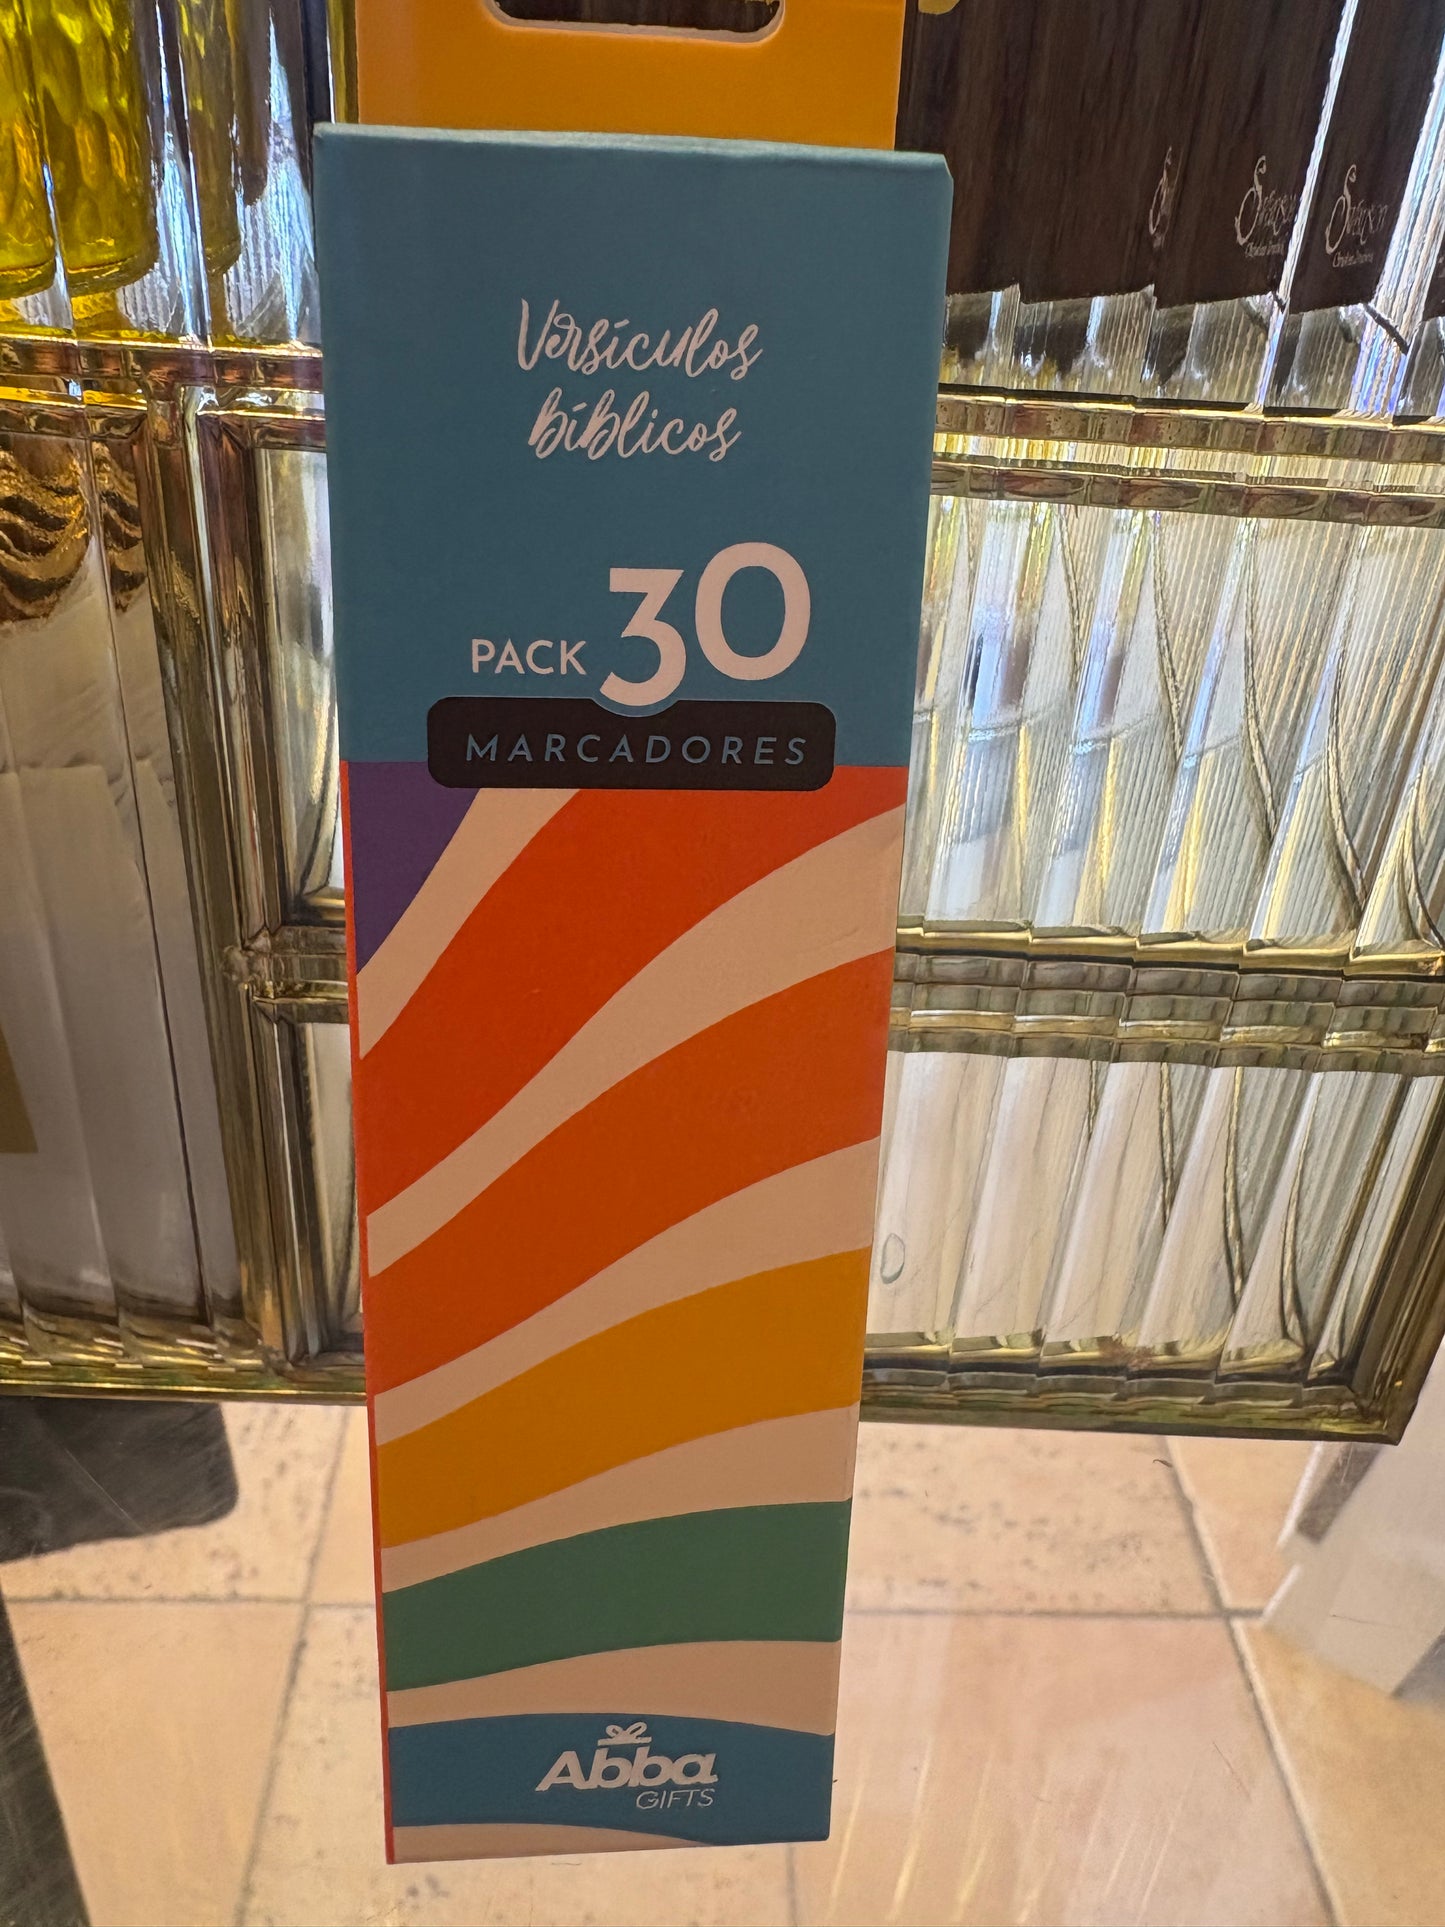 Versículos
bíblicos
PACK 30
MARCADORES
Abba
GIFTS